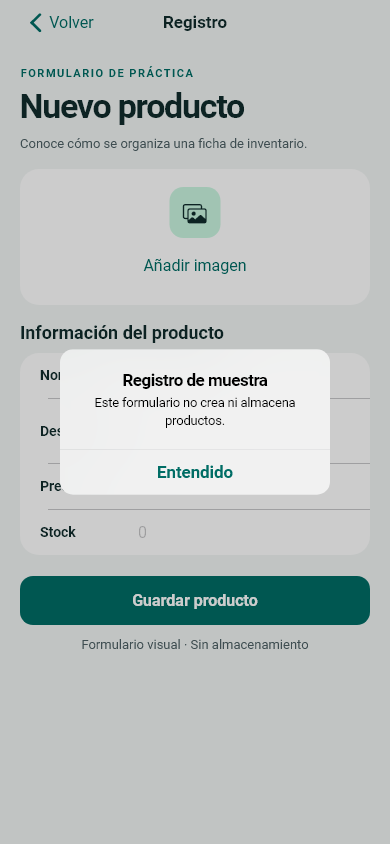 Volver
Registro
FORMULARIO DE PRÁCTICA
Nuevo producto
Conoce cómo se organiza una ficha de inventario.
Añadir imagen
Información del producto
Registro de muestra
Este formulario no crea ni almacena
productos.
Entendido
Stock
0
Guardar producto
Formulario visual · Sin almacenamiento